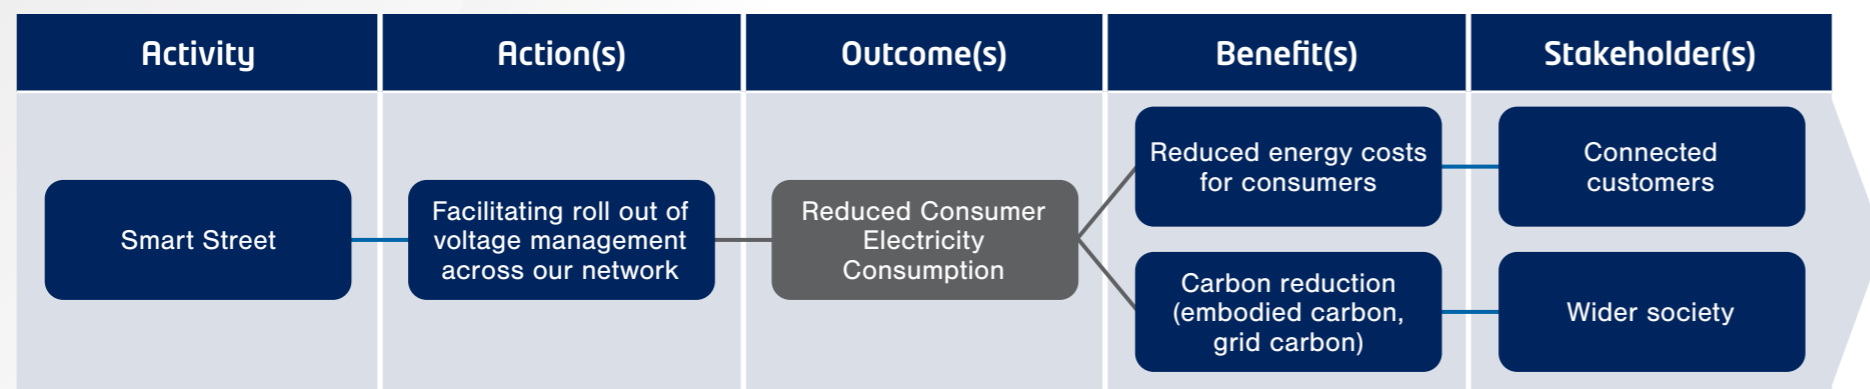 Activity
Action(s)
Outcome(s)
Benefit(s)
Stakeholder(s)
Smart Street
Facilitating roll out of
voltage management
across our network
Reduced Consumer
Electricity
Consumption
Reduced energy costs
for consumers
Connected
customers
Carbon reduction
(embodied carbon,
grid carbon)
Wider society